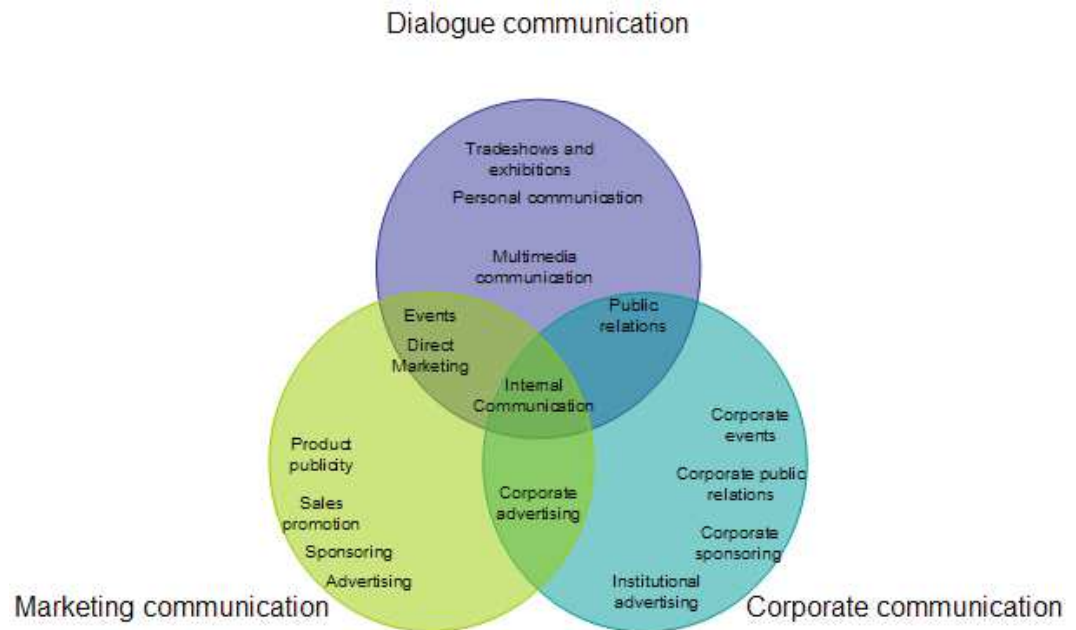 Dialogue communication
Tradeshows and
exhibitions
Personal communication
Multimedia
communication
Events
Direct
Marketing
Public
relations
Internal
Communication
Product
publicity
Sales
promotion
Sponsoring
Advertising
Corporate
advertising
Corporate
events
Corporate public
relations
Corporate
sponsoring
Institutional
advertising
Marketing communication
Corporate communication